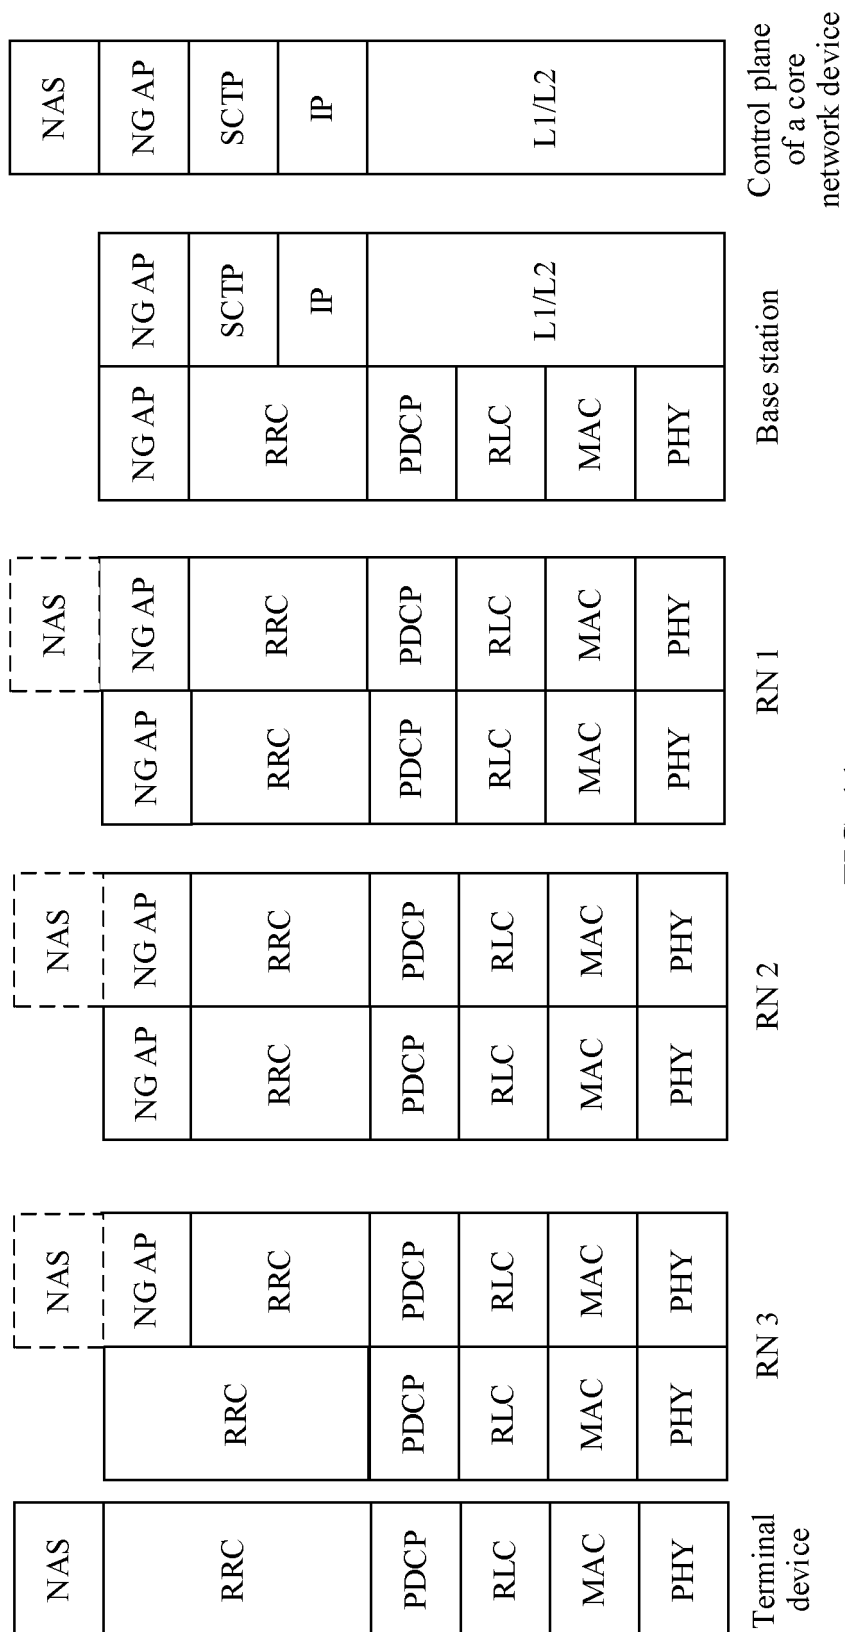 NAS
RRC
PDCP
RLC
MAC
PHY
Terminal
device
RRC
PDCP
RLC
MAC
PHY
NAS
NG AP
RRC
PDCP
RLC
MAC
PHY
RN 3
NG AP
RRC
PDCP
RLC
MAC
PHY
NAS
NG AP
RRC
PDCP
RLC
MAC
PHY
RN 2
NG AP
RRC
PDCP
RLC
MAC
PHY
NAS
NG AP
RRC
PDCP
RLC
MAC
PHY
RN 1
NG AP
RRC
PDCP
RLC
MAC
PHY
NG AP
SCTP
IP
L1/L2
Base station
NAS
NG AP
SCTP
IP
L1/L2
Control plane
of a core
network device